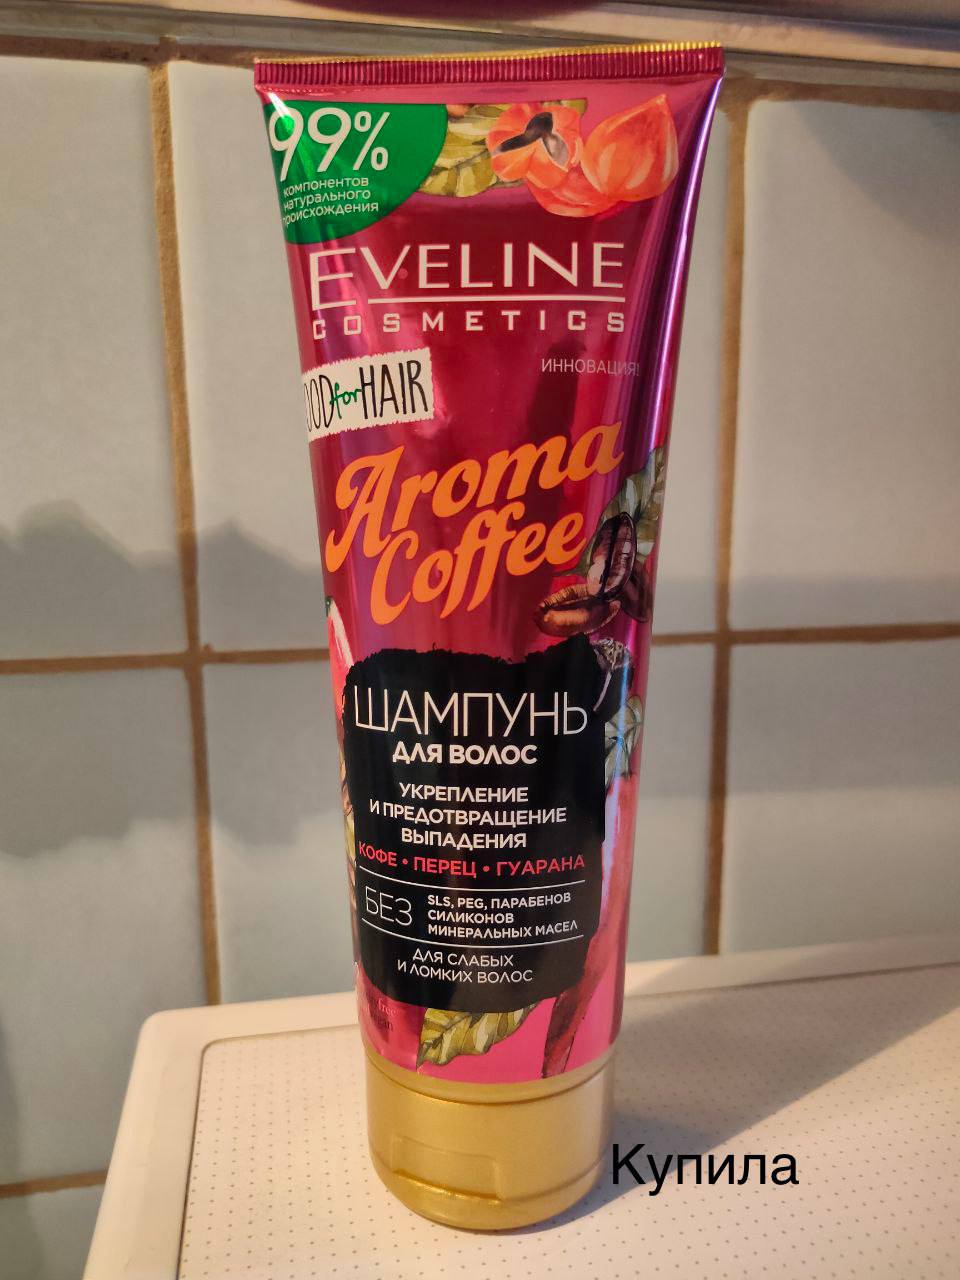 99%
компонентов
натурального
происхождения
EVELINE
COSMETICS
ИННОВАЦИЯ!
for HAIR
Aroma
Coffee
ШАМПУНЬ
ДЛЯ ВОЛОС
УКРЕПЛЕНИЕ
И ПРЕДОТВРАЩЕНИЕ
ВЫПАДЕНИЯ
КОФЕ • ПЕРЕЦ • ГУАРАНА
БЕЗ
SLS, PEG, ПАРАБЕНОВ
СИЛИКОНОВ
МИНЕРАЛЬНЫХ МАСЕЛ
ДЛЯ СЛАБЫХ
И ЛОМКИХ ВОЛОС
free
Купила